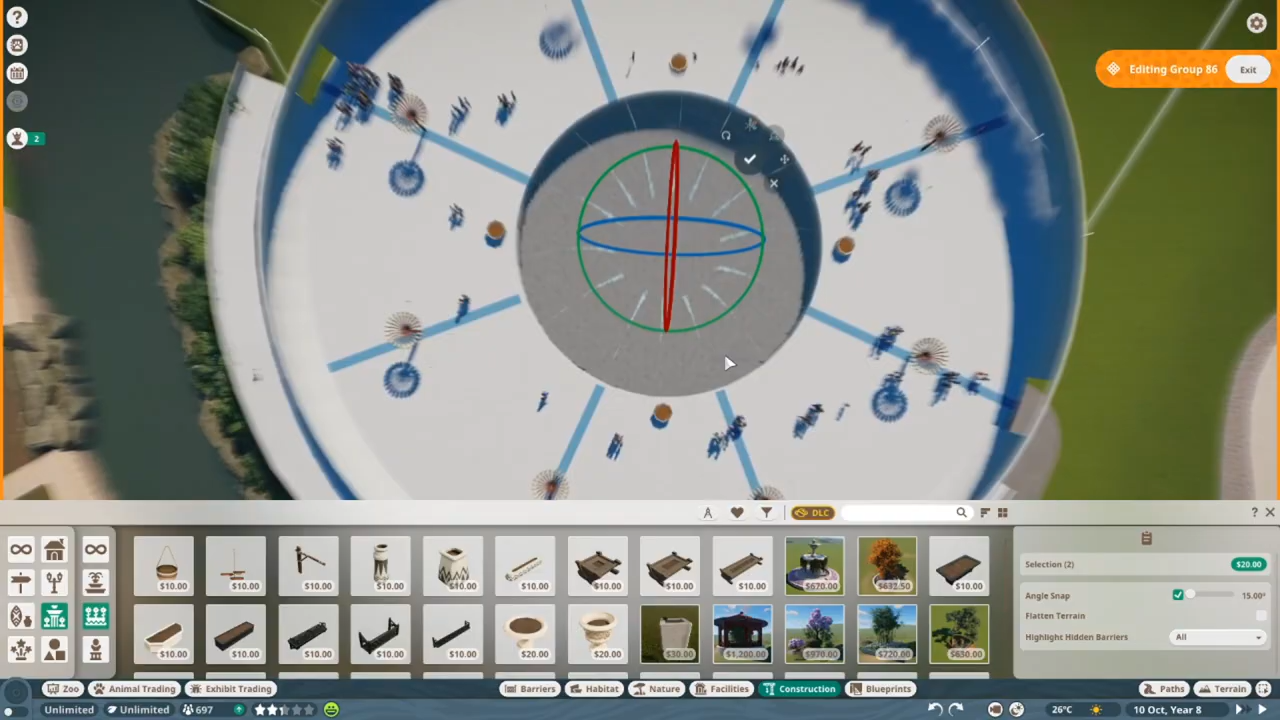 ?
Editing Group 86 Exit
2
DLC ? ×
$10.00 $10.00 $10.00 $10.00 $10.00 $10.00 $10.00 $10.00 $10.00 $670.00 $632.50 $10.00
$10.00 $10.00 $10.00 $10.00 $10.00 $20.00 $20.00 $30.00 $1,200.00 $970.00 $720.00 $630.00
Selection (2) $20.00
Angle Snap 15.00°
Flatten Terrain
Highlight Hidden Barriers All
Zoo Animal Trading Exhibit Trading Barriers Habitat Nature Facilities Construction Blueprints Paths Terrain
Unlimited Unlimited 697 26°C 10 Oct, Year 8